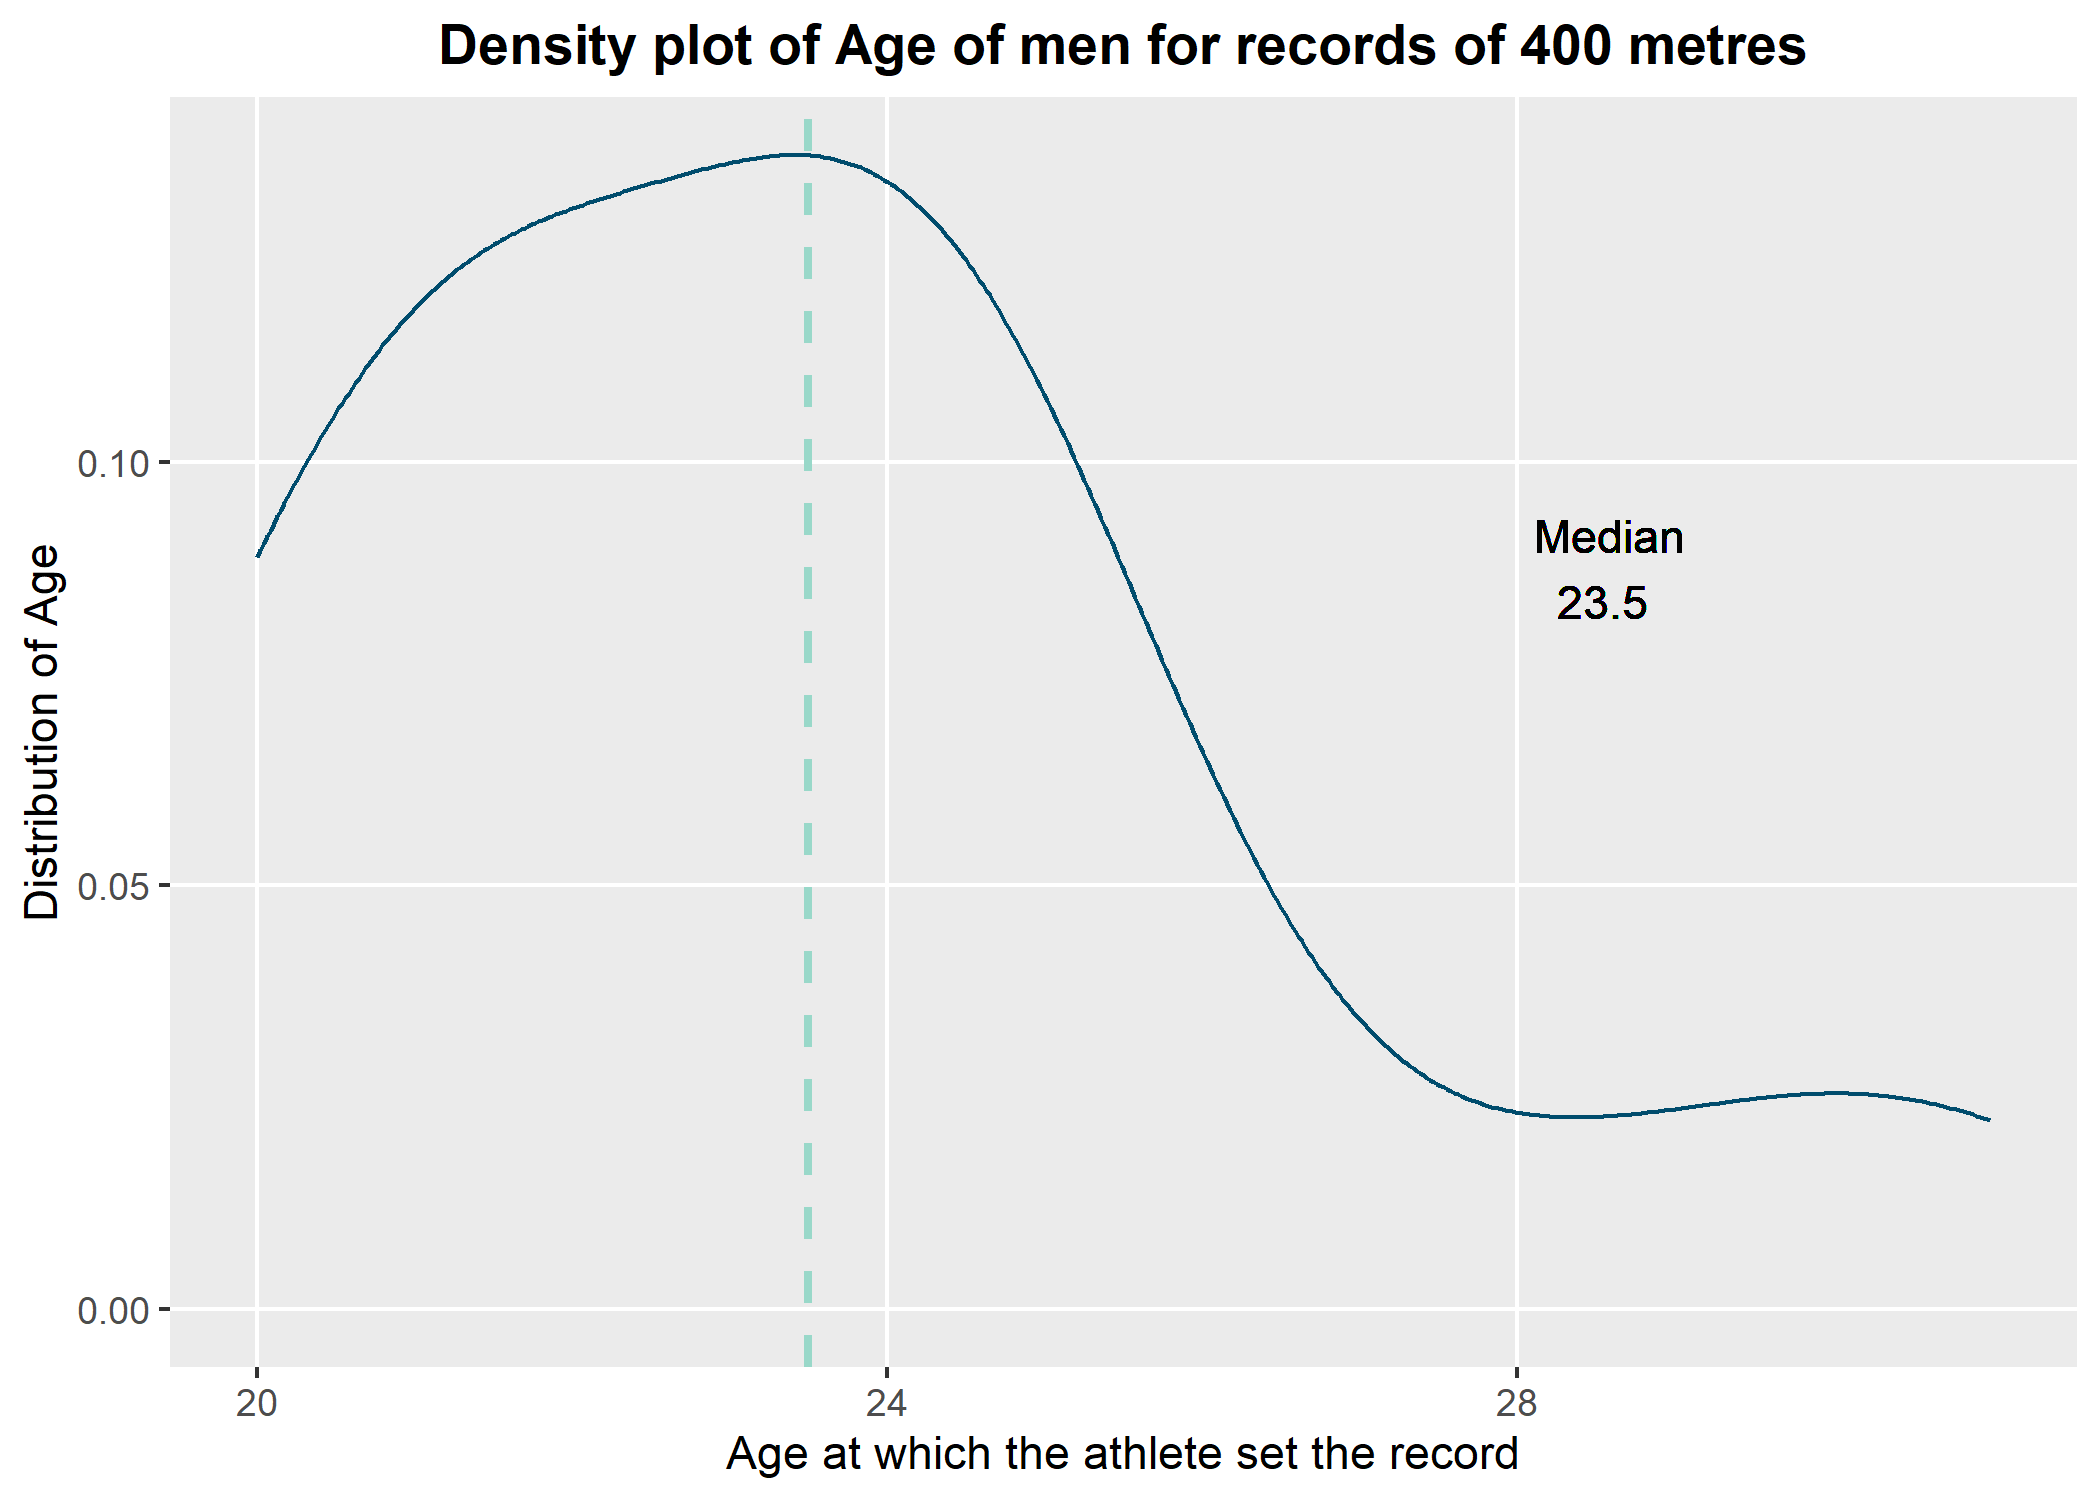 Density plot of Age of men for records of 400 metres
Distribution of Age
0.10
0.05
0.00
Median
23.5
20
24
28
Age at which the athlete set the record